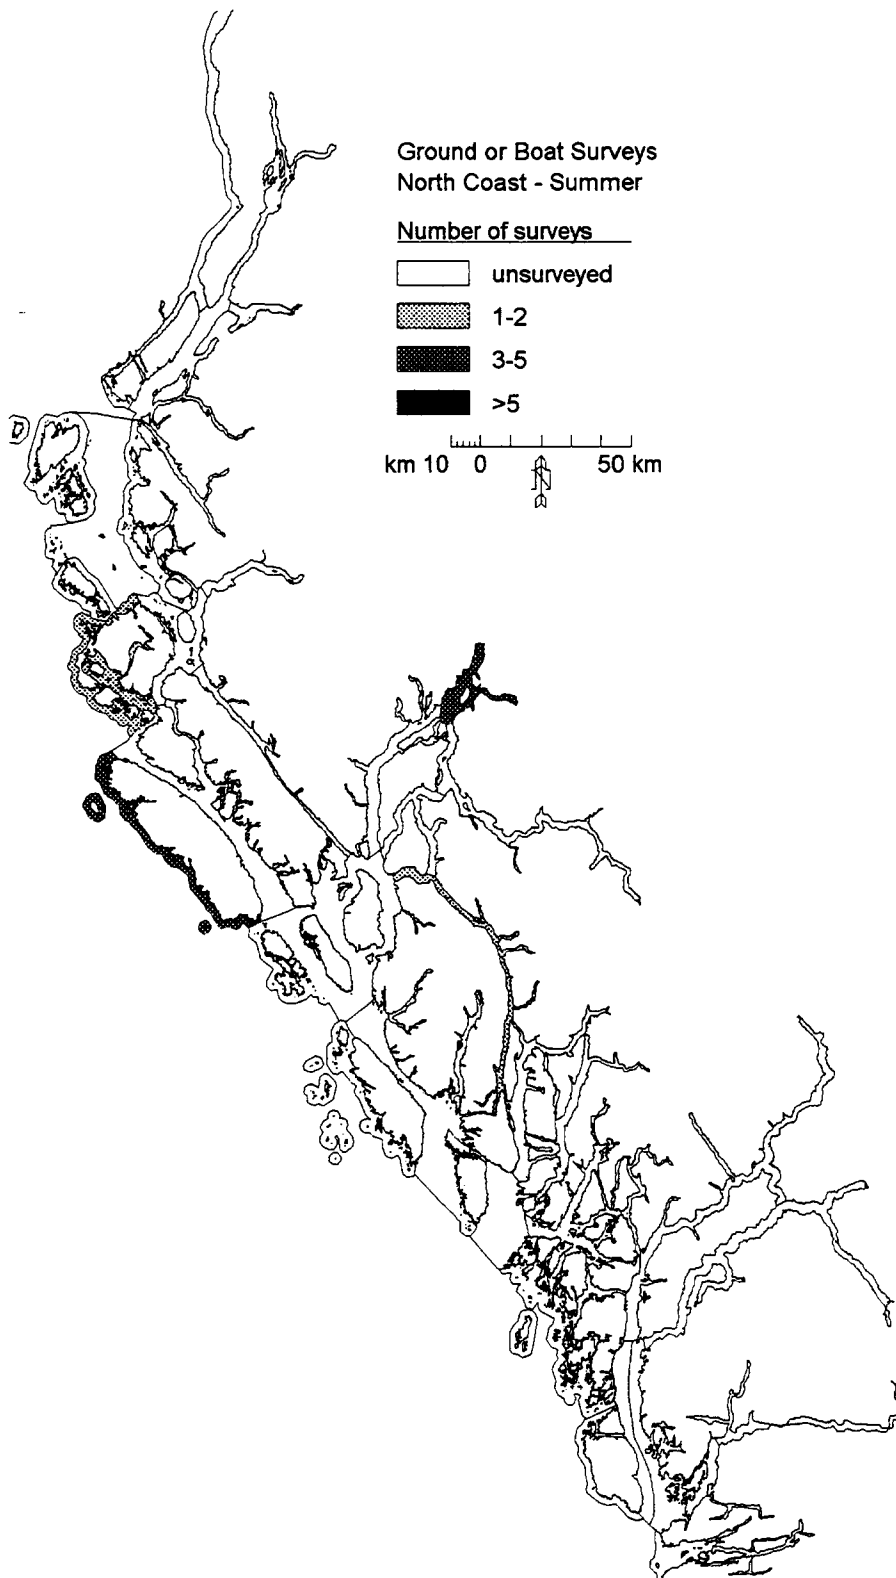 Ground or Boat Surveys
North Coast - Summer
Number of surveys
unsurveyed
1-2
3-5
>5
km 10 0 50 km
N